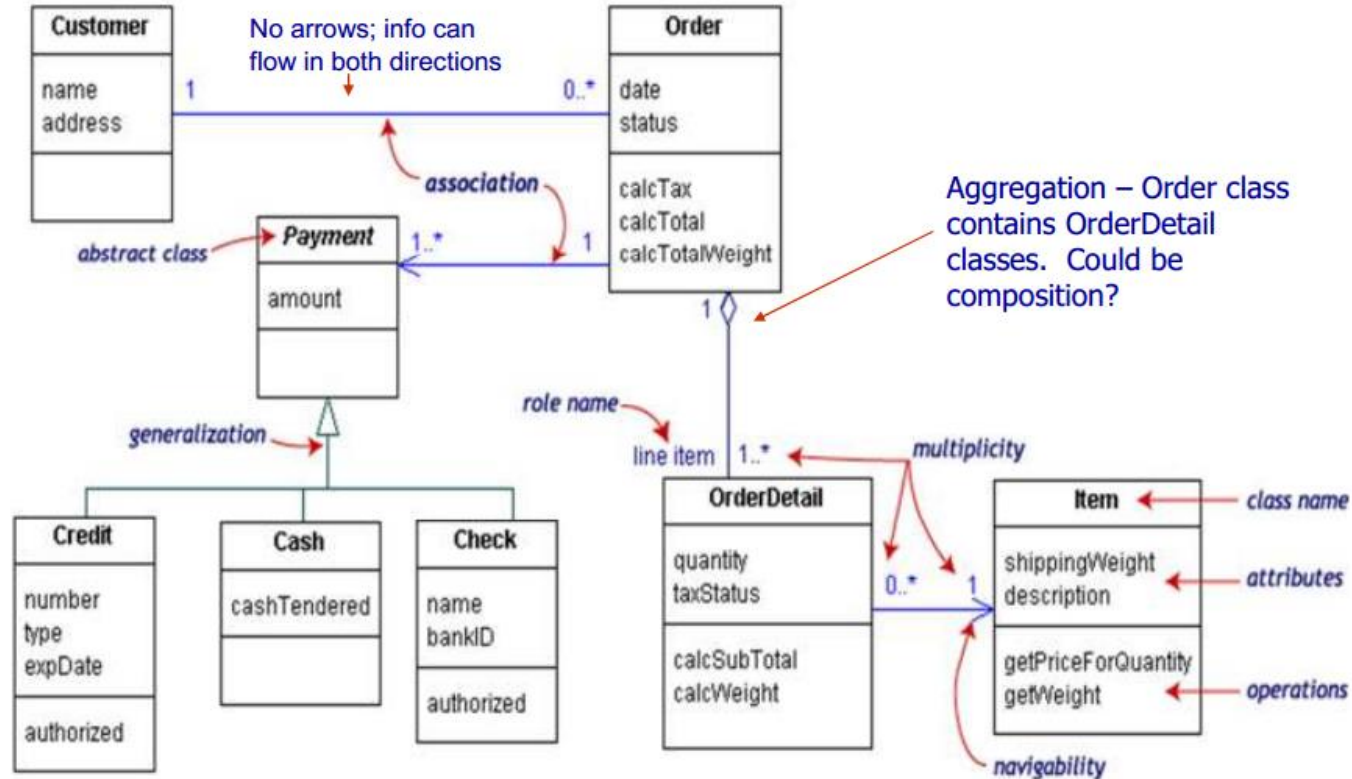 Customer
name
address
No arrows; info can
flow in both directions
1
0..*
association
Order
date
status
calcTax
calcTotal
calcTotalWeight
abstract class
Payment
amount
1..*
1
Aggregation – Order class
contains OrderDetail
classes. Could be
composition?
1
generalization
role name
line item
1..*
multiplicity
Credit
number
type
expDate
authorized
Cash
cashTendered
Check
name
bankID
authorized
OrderDetail
quantity
taxStatus
calcSubTotal
calcWeight
0..*
1
Item
shippingWeight
description
getPriceForQuantity
getWeight
class name
attributes
operations
navigability